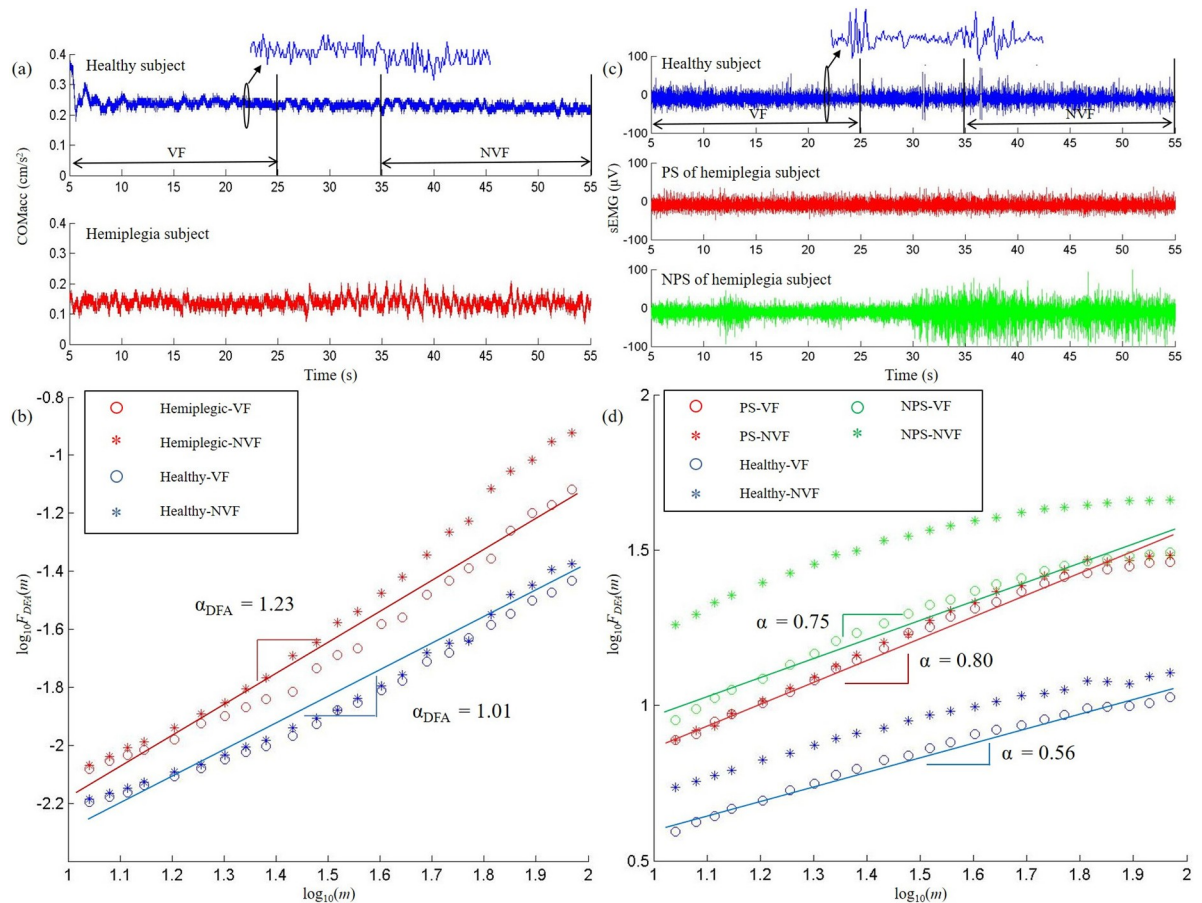 (a)
Healthy subject
COMacc (cm/s²)
0.4
0.3
0.2
0.1
0
VF
NVF
5 10 15 20 25 30 35 40 45 50 55
Hemiplegia subject
0.4
0.3
0.2
0.1
0
5 10 15 20 25 30 35 40 45 50 55
Time (s)
(c)
Healthy subject
sEMG (µV)
100
0
-100
VF
NVF
5 10 15 20 25 30 35 40 45 50 55
PS of hemiplegia subject
100
0
-100
5 10 15 20 25 30 35 40 45 50 55
NPS of hemiplegia subject
100
0
-100
5 10 15 20 25 30 35 40 45 50 55
Time (s)
(b)
Hemiplegic-VF
Hemiplegic-NVF
Healthy-VF
Healthy-NVF
log10FDFA(m)
-0.8
-1
-1.2
-1.4
-1.6
-1.8
-2
-2.2
αDFA = 1.23
αDFA = 1.01
1 1.1 1.2 1.3 1.4 1.5 1.6 1.7 1.8 1.9 2
log10(m)
(d)
PS-VF NPS-VF
PS-NVF NPS-NVF
Healthy-VF
Healthy-NVF
log10FDFA(m)
2
1.5
1
0.5
α = 0.75
α = 0.80
α = 0.56
1 1.1 1.2 1.3 1.4 1.5 1.6 1.7 1.8 1.9 2
log10(m)